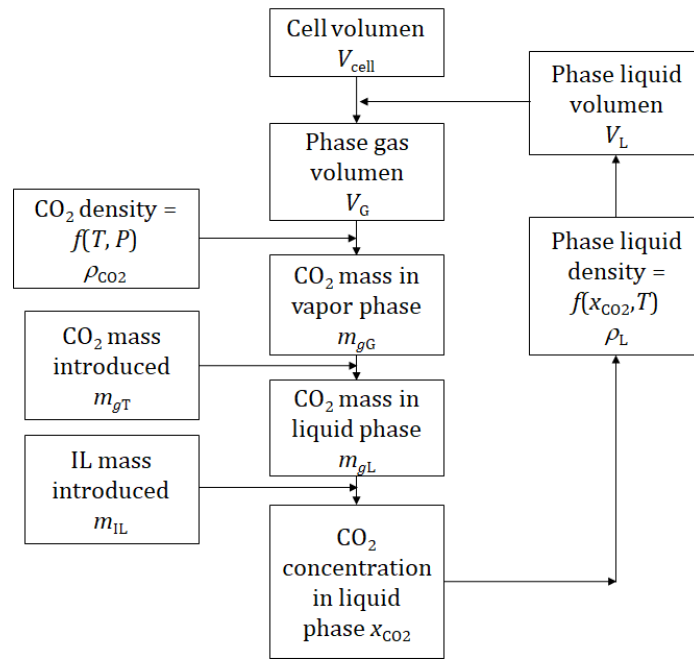 Cell volumen
V_cell
Phase liquid
volumen
V_L
Phase gas
volumen
V_G
CO₂ density =
f(T, P)
ρ_CO2
Phase liquid
density =
f(x_CO2,T)
ρ_L
CO₂ mass in
vapor phase
m_gG
CO₂ mass
introduced
m_gT
CO₂ mass in
liquid phase
m_gL
IL mass
introduced
m_IL
CO₂
concentration
in liquid
phase x_CO2